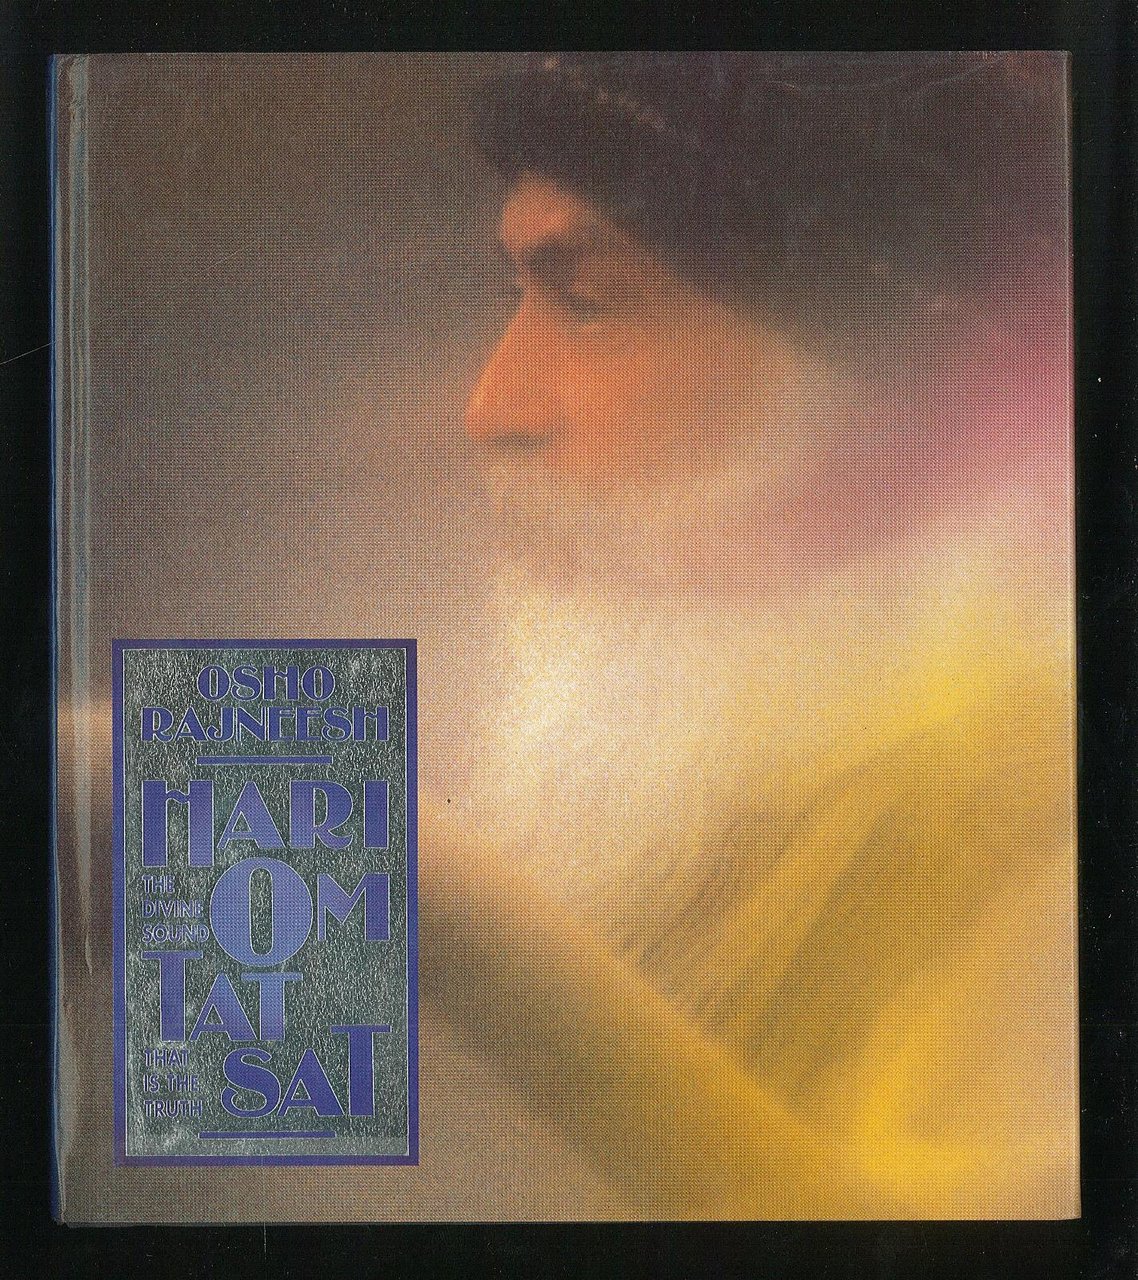 OSHO
RAJNEESH
HARI
OM
THE
DIVINE
SOUND
TAT
SAT
THAT
IS THE
TRUTH